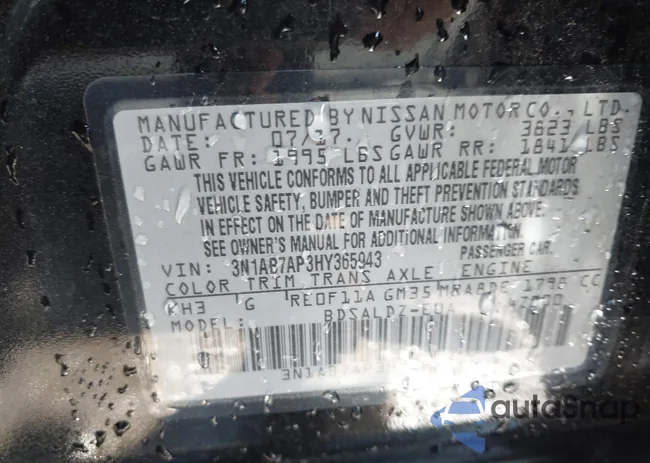 MANUFACTURED BY NISSAN MOTOR CO., LTD.
DATE: 07/17 GVWR: 3623 LBS
GAWR FR: 1995 LBS GAWR RR: 1841 LBS
THIS VEHICLE CONFORMS TO ALL APPLICABLE FEDERAL MOTOR
VEHICLE SAFETY, BUMPER AND THEFT PREVENTION STANDARDS
IN EFFECT ON THE DATE OF MANUFACTURE SHOWN ABOVE.
SEE OWNER'S MANUAL FOR ADDITIONAL INFORMATION.
VIN: 3N1AB7AP3HY365943 PASSENGER CAR
COLOR TRIM TRANS AXLE ENGINE
KH3 G RE0F11A GM35 MRA8DE 1798 CC
MODEL: BDSALDZ-EDA
3N1AB7AP3
autoSnap